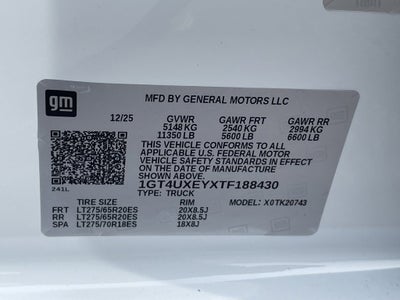 gm
MFD BY GENERAL MOTORS LLC
12/25 GVWR GAWR FRT GAWR RR
5148 KG 2540 KG 2994 KG
11350 LB 5600 LB 6600 LB
THIS VEHICLE CONFORMS TO ALL
APPLICABLE U.S. FEDERAL MOTOR
VEHICLE SAFETY STANDARDS IN EFFECT
ON THE DATE OF MANUFACTURE SHOWN ABOVE.
1GT4UXEYXTF188430
241L TYPE: TRUCK
TIRE SIZE RIM MODEL: X0TK20743
FRT LT275/65R20ES 20X8.5J
RR LT275/65R20ES 20X8.5J
SPA LT275/70R18ES 18X8J